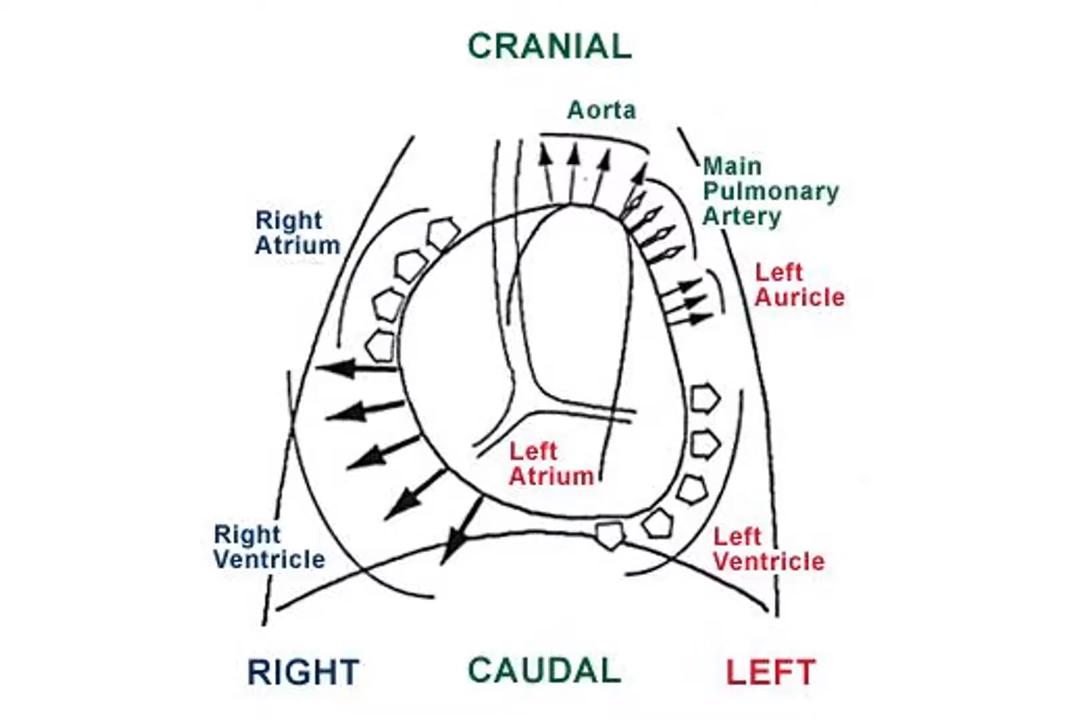 CRANIAL
Aorta
Main
Pulmonary
Artery
Right
Atrium
Left
Auricle
Left
Atrium
Right
Ventricle
Left
Ventricle
RIGHT
CAUDAL
LEFT